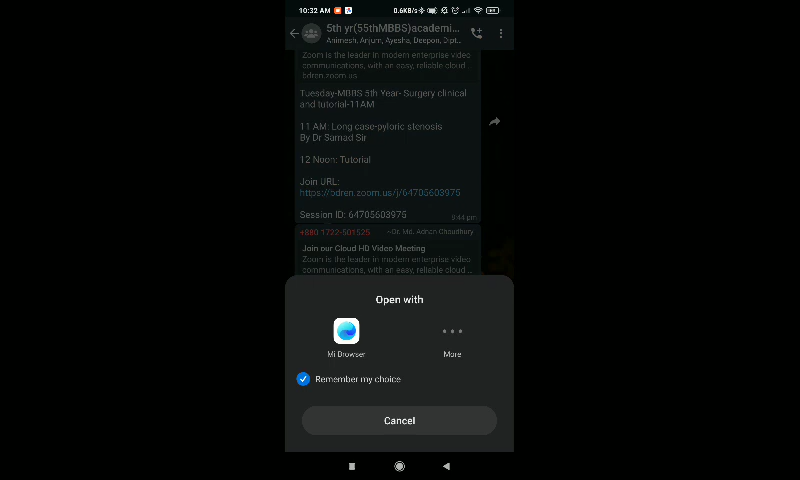 10:32 AM
0.6KB/s
5th yr(55thMBBS)academi...
Animesh, Anjum, Ayesha, Deepon, Dipt...
Zoom is the leader in modern enterprise video
communications, with an easy, reliable cloud ...
bdren.zoom.us
Tuesday-MBBS 5th Year- Surgery clinical
and tutorial-11AM
11 AM: Long case-pyloric stenosis
By Dr Samad Sir
12 Noon: Tutorial
Join URL:
https://bdren.zoom.us/j/64705603975
Session ID: 64705603975
8:44 pm
+880 1722-501525
~Dr. Md. Adnan Choudhury
Join our Cloud HD Video Meeting
Zoom is the leader in modern enterprise video
communications, with an easy, reliable cloud ...
Open with
Mi Browser
More
Remember my choice
Cancel